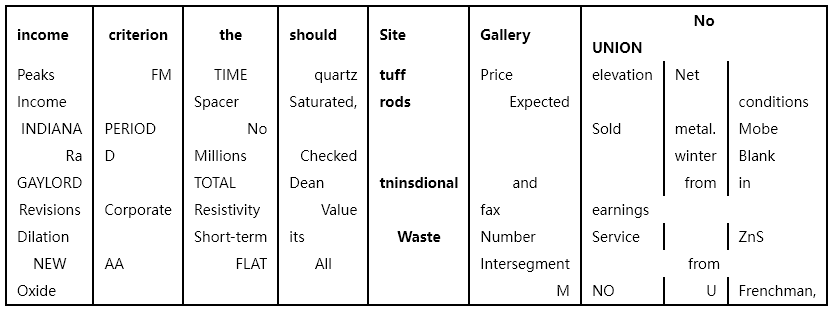 income criterion the should Site Gallery No UNION
Peaks FM TIME quartz tuff Price elevation Net
Income Spacer Saturated, rods Expected conditions
INDIANA PERIOD No Sold metal. Mobe
Ra D Millions Checked winter Blank
GAYLORD TOTAL Dean tninsdional and from in
Revisions Corporate Resistivity Value fax earnings
Dilation Short-term its Waste Number Service ZnS
NEW AA FLAT All Intersegment from
Oxide M NO U Frenchman,